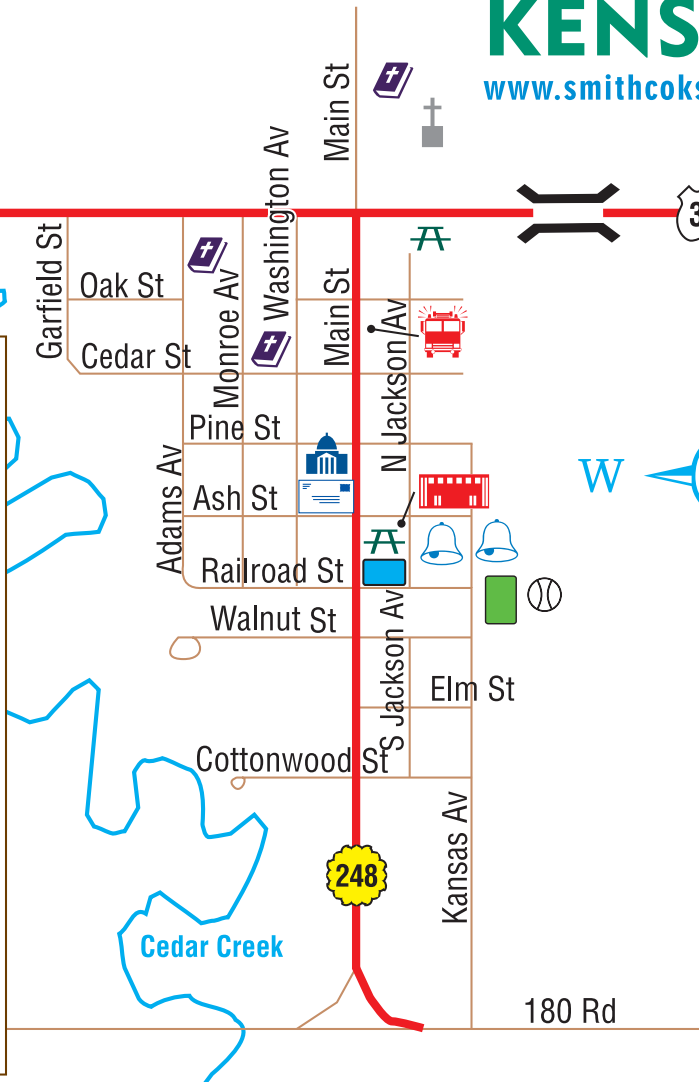 KENS
www.smithcoks
Main St
Washington Av
3
Garfield St
Oak St
Monroe Av
Main St
N Jackson Av
Cedar St
Pine St
Adams Av
Ash St
W
Railroad St
Walnut St
S Jackson Av
Elm St
Cottonwood St
Kansas Av
248
Cedar Creek
180 Rd